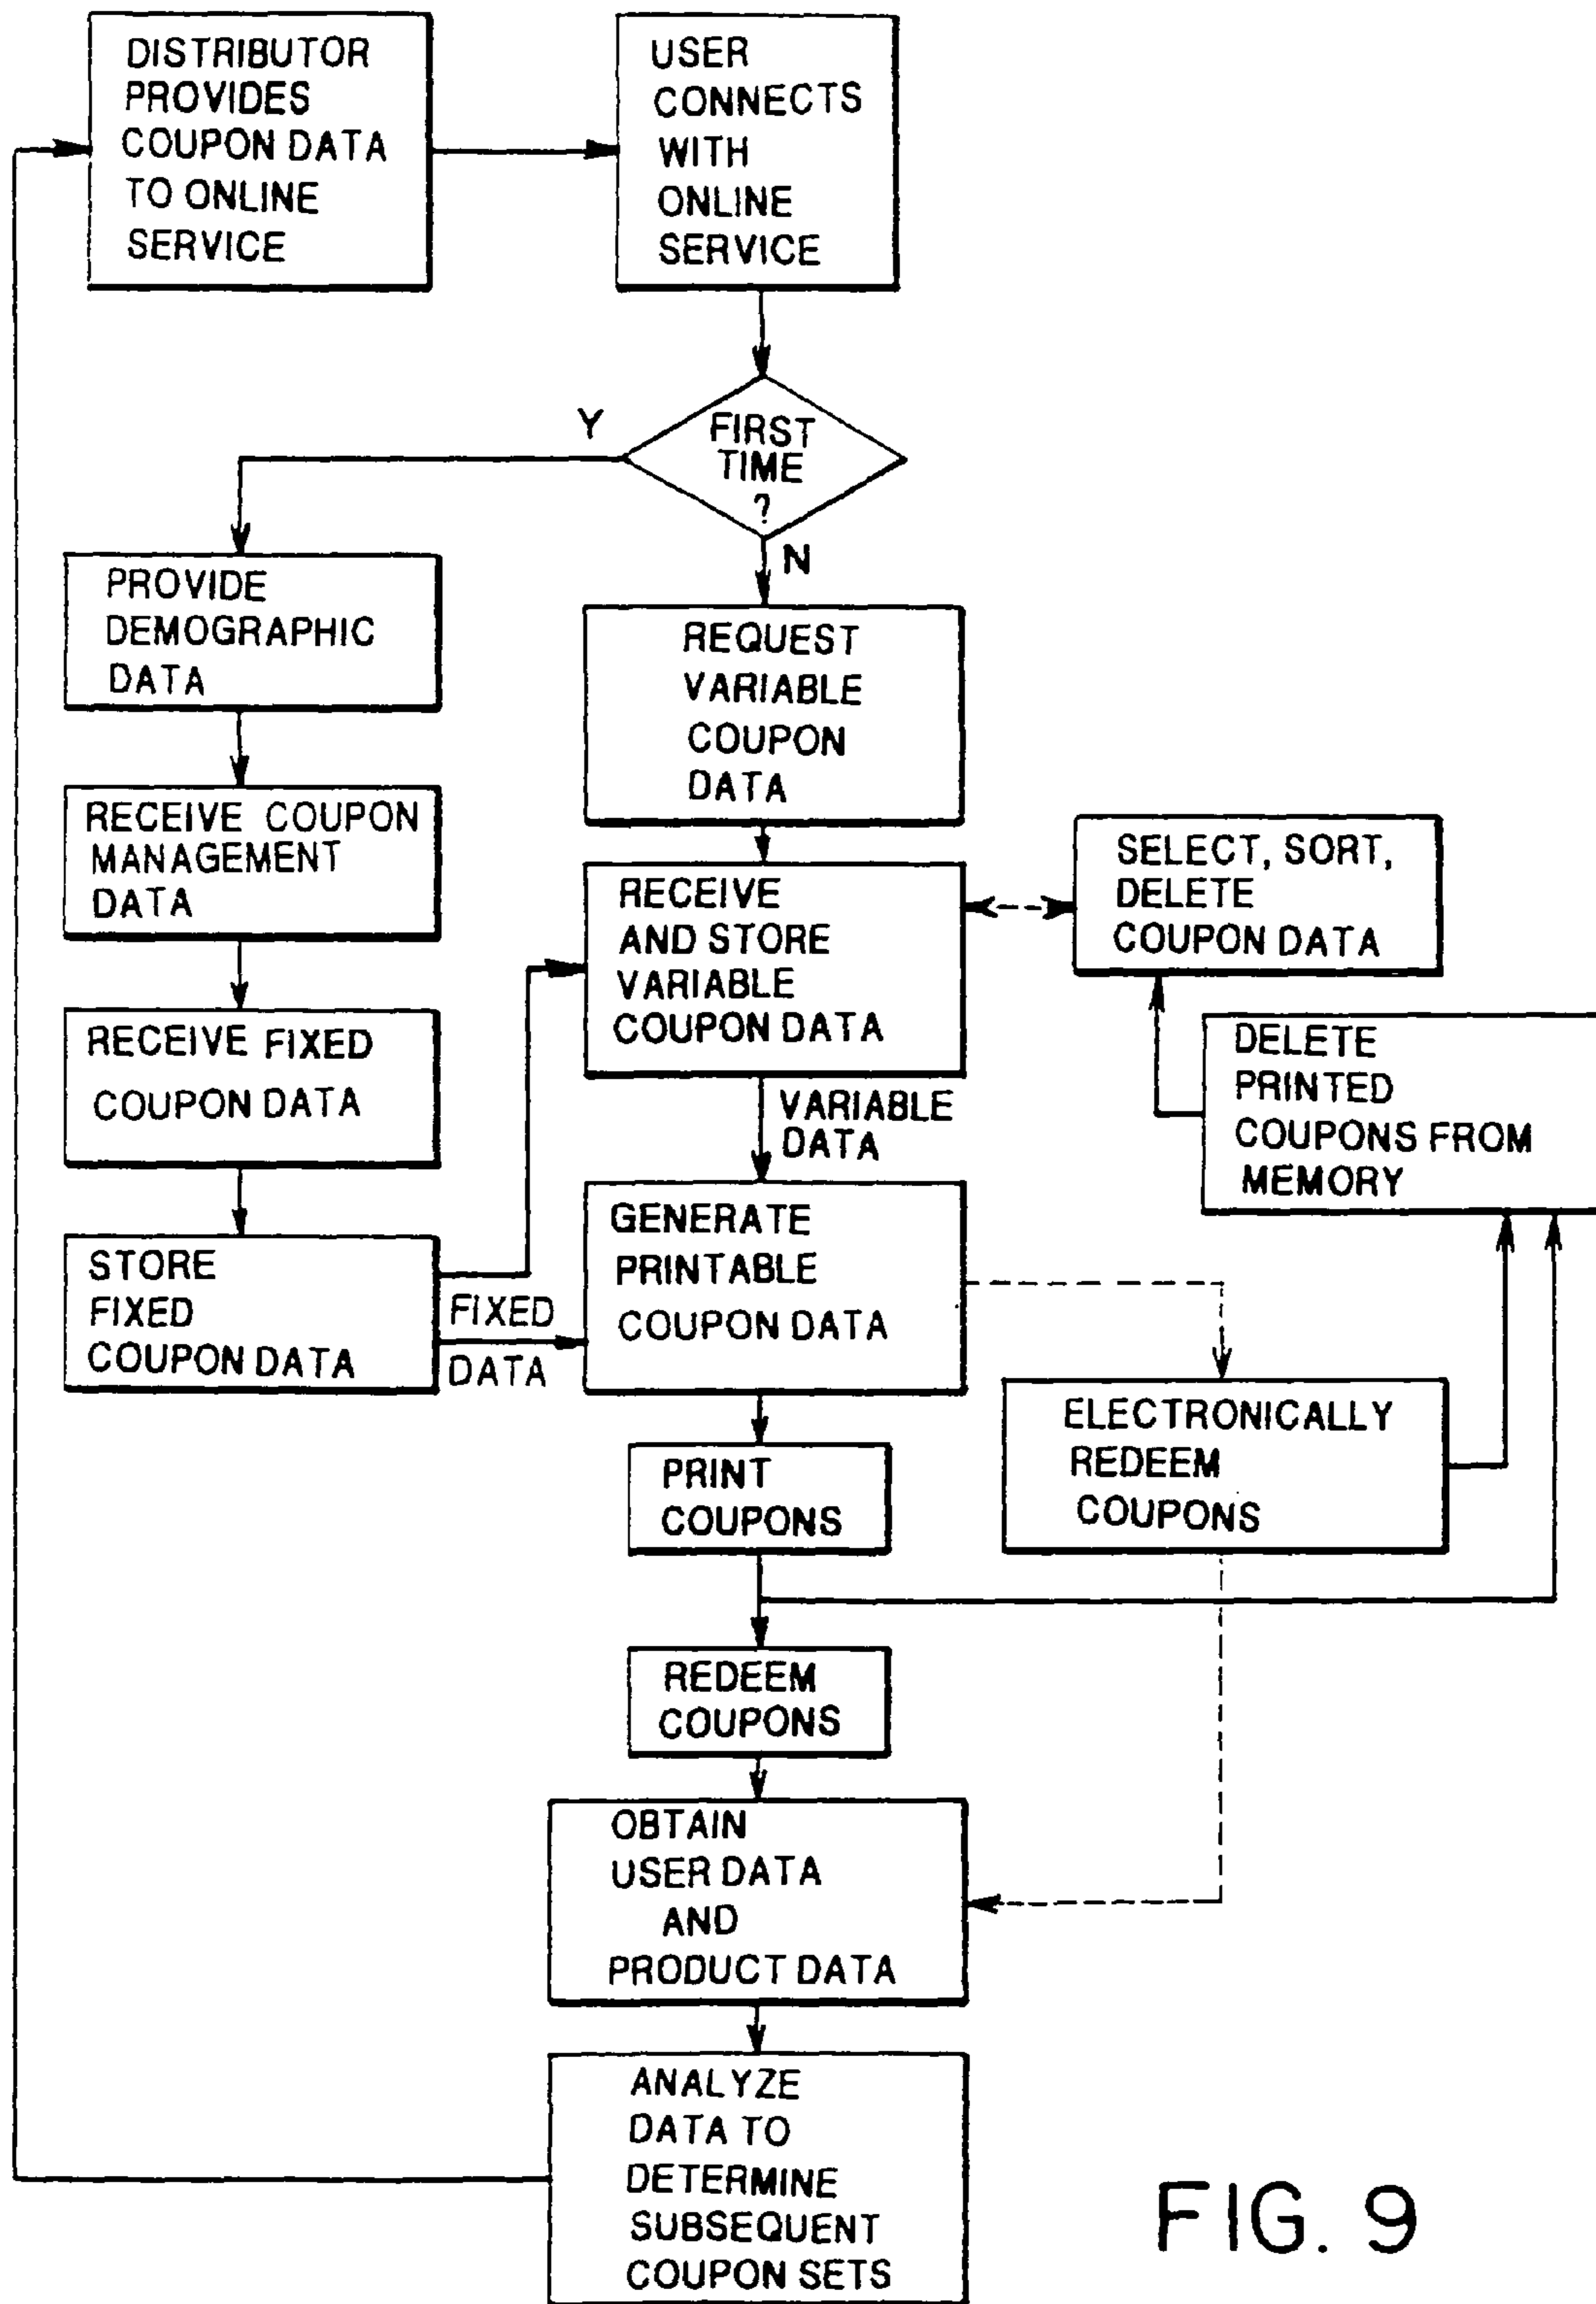 DISTRIBUTOR
PROVIDES
COUPON DATA
TO ONLINE
SERVICE
USER
CONNECTS
WITH
ONLINE
SERVICE
Y
FIRST
TIME
?
N
PROVIDE
DEMOGRAPHIC
DATA
REQUEST
VARIABLE
COUPON
DATA
RECEIVE COUPON
MANAGEMENT
DATA
RECEIVE
AND STORE
VARIABLE
COUPON DATA
SELECT, SORT,
DELETE
COUPON DATA
RECEIVE FIXED
COUPON DATA
DELETE
PRINTED
COUPONS FROM
MEMORY
VARIABLE
DATA
STORE
FIXED
COUPON DATA
FIXED
DATA
GENERATE
PRINTABLE
COUPON DATA
ELECTRONICALLY
REDEEM
COUPONS
PRINT
COUPONS
REDEEM
COUPONS
OBTAIN
USER DATA
AND
PRODUCT DATA
ANALYZE
DATA TO
DETERMINE
SUBSEQUENT
COUPON SETS
FIG. 9